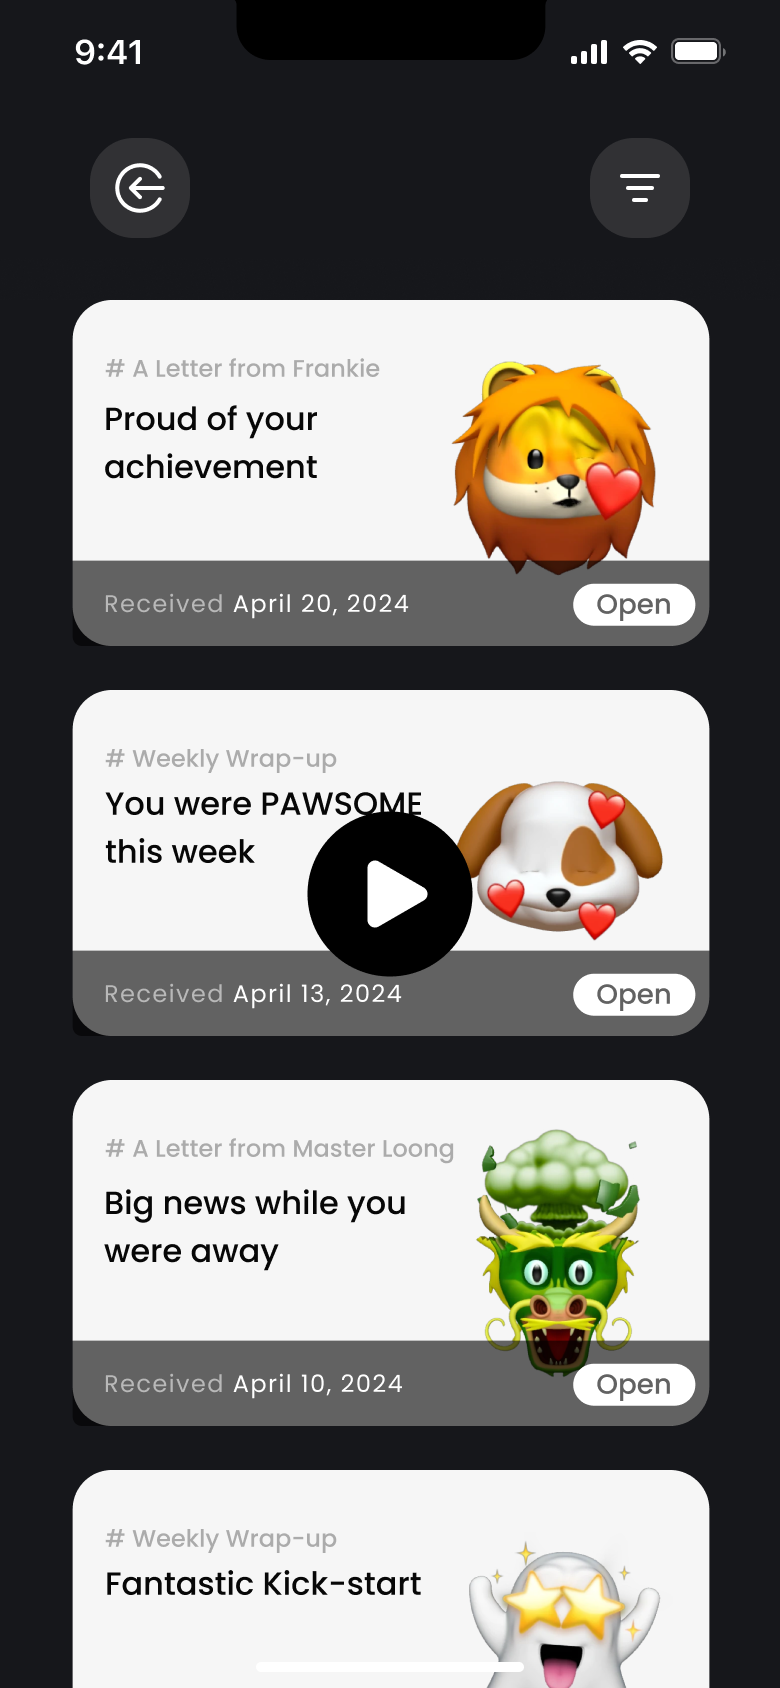 9:41
# A Letter from Frankie
Proud of your
achievement
Received April 20, 2024
Open
# Weekly Wrap-up
You were PAWSOME
this week
Received April 13, 2024
Open
# A Letter from Master Loong
Big news while you
were away
Received April 10, 2024
Open
# Weekly Wrap-up
Fantastic Kick-start